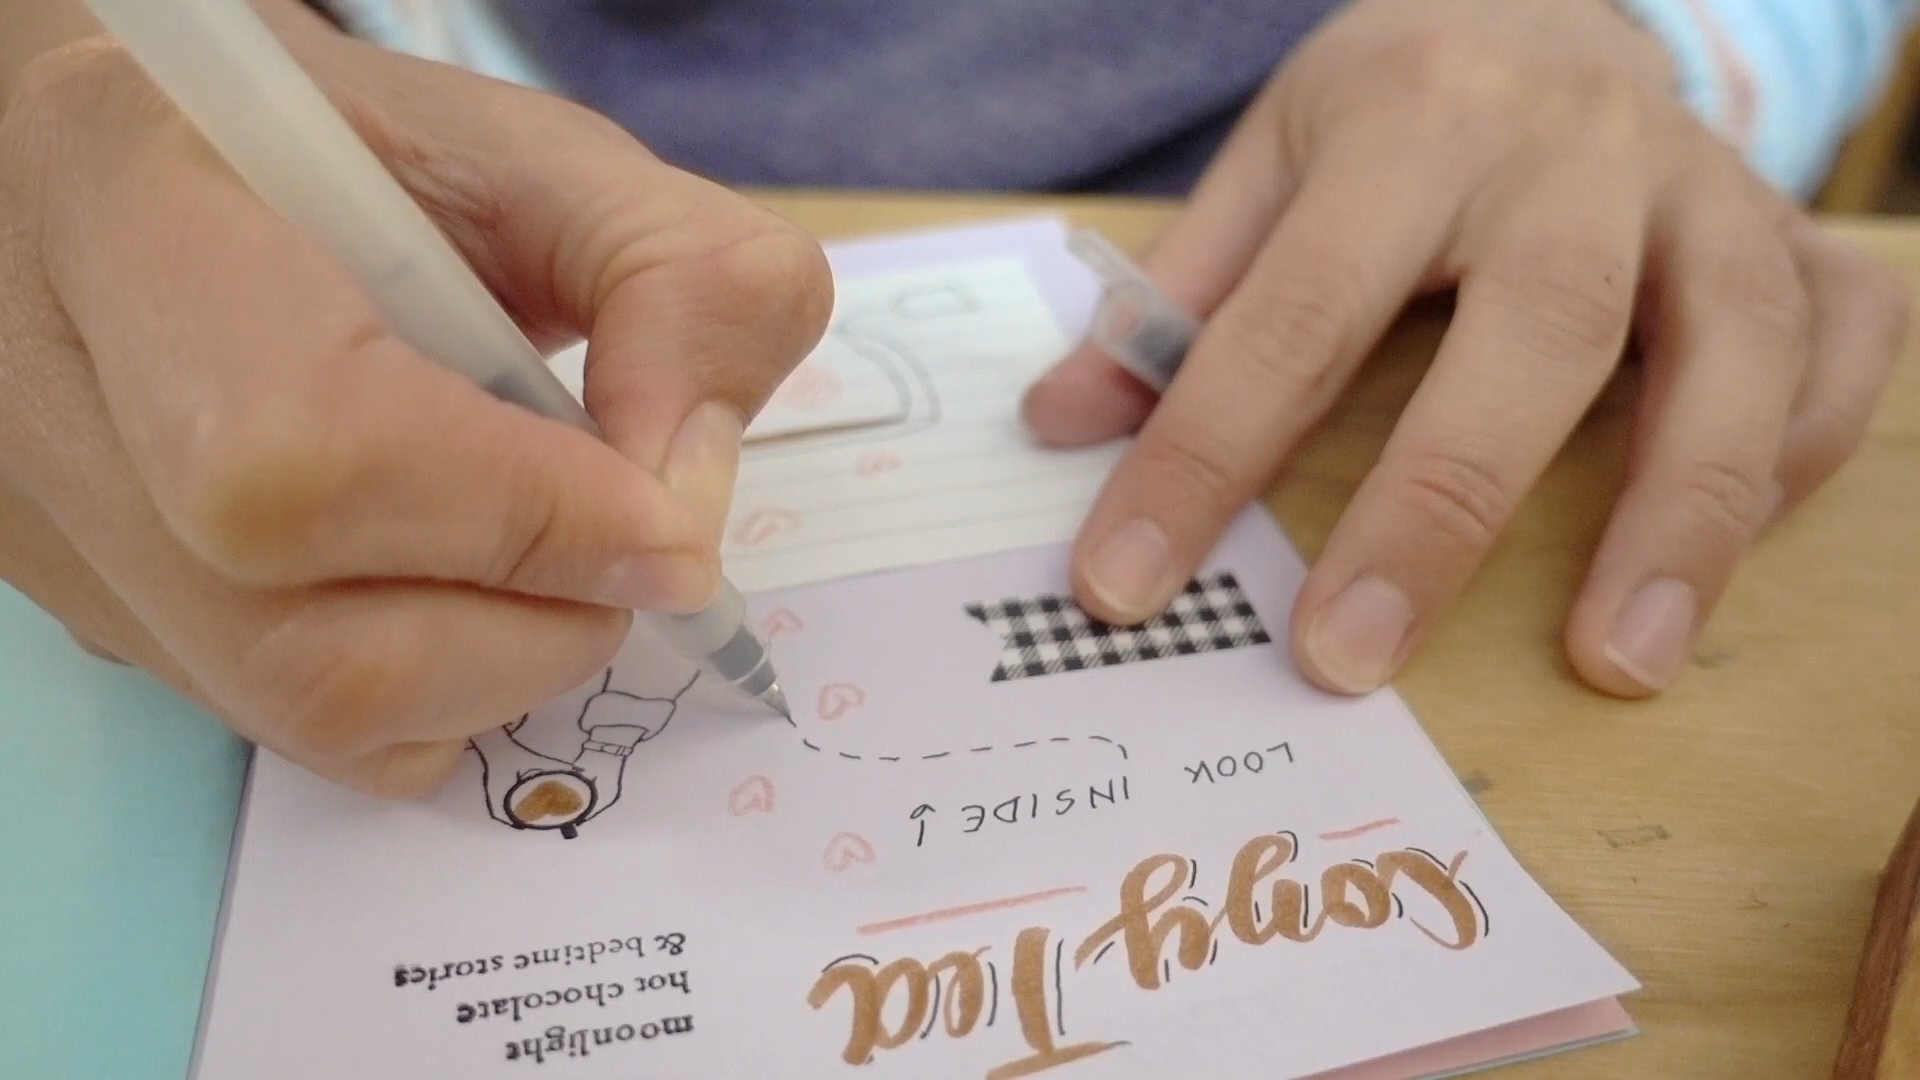 Cozy Tea
moonlight
hot chocolate
& bedtime stories
LOOK INSIDE ↓